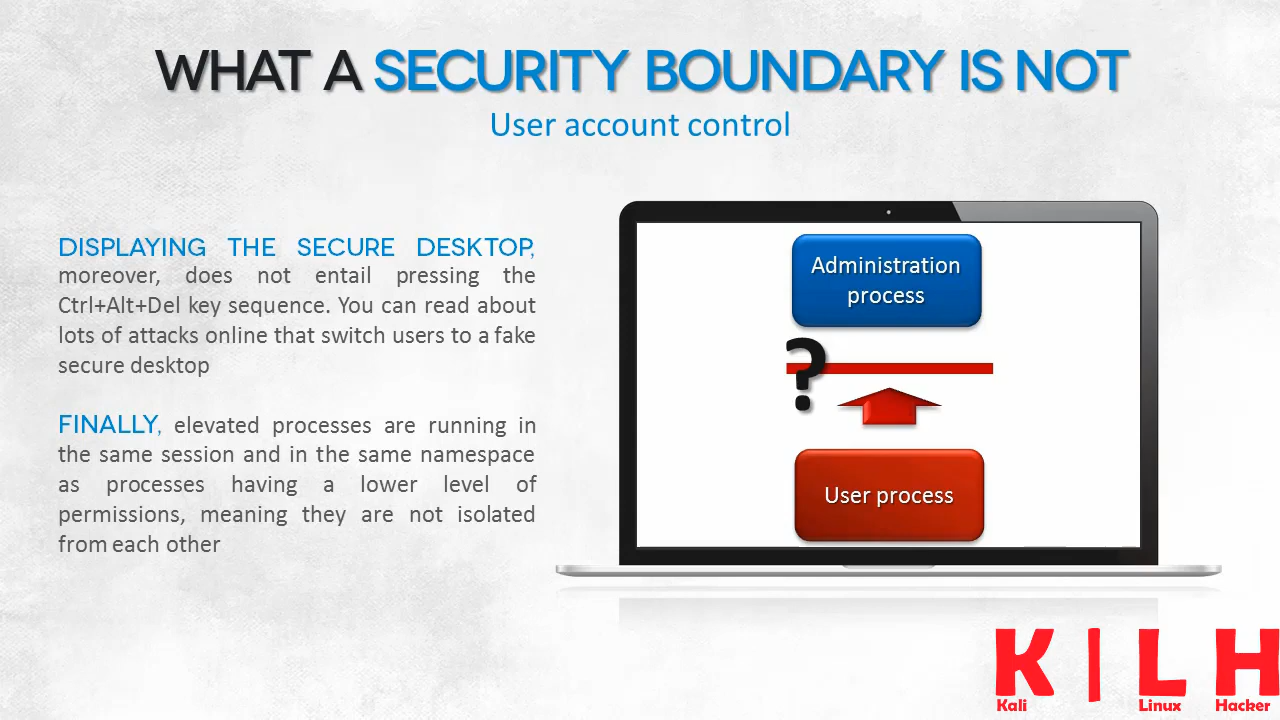 WHAT A SECURITY BOUNDARY IS NOT
User account control
DISPLAYING THE SECURE DESKTOP,
moreover, does not entail pressing the
Ctrl+Alt+Del key sequence. You can read about
lots of attacks online that switch users to a fake
secure desktop
FINALLY, elevated processes are running in
the same session and in the same namespace
as processes having a lower level of
permissions, meaning they are not isolated
from each other
Administration
process
?
User process
K | L H
Kali Linux Hacker